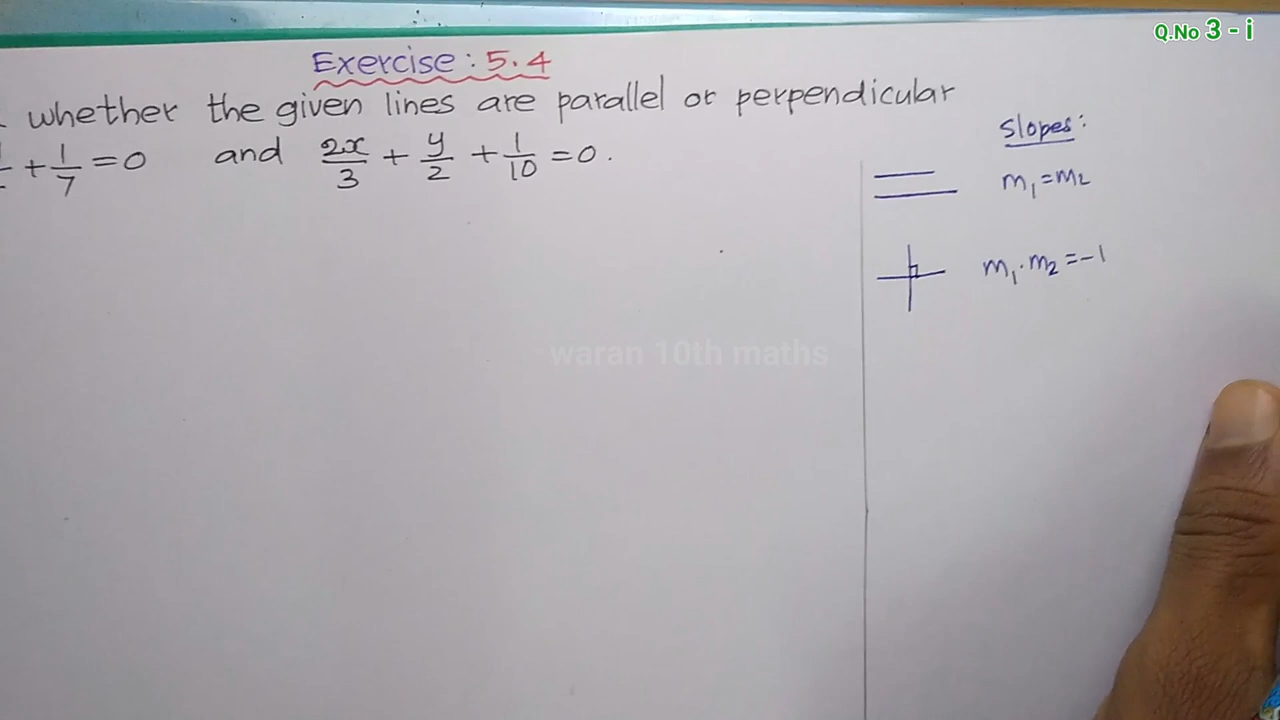 Q.No 3 - i
Exercise : 5.4
whether the given lines are parallel or perpendicular
+ 1/7 = 0 and 2x/3 + y/2 + 1/10 = 0.
Slopes:
m₁=m₂
m₁.m₂=-1
waran 10th maths